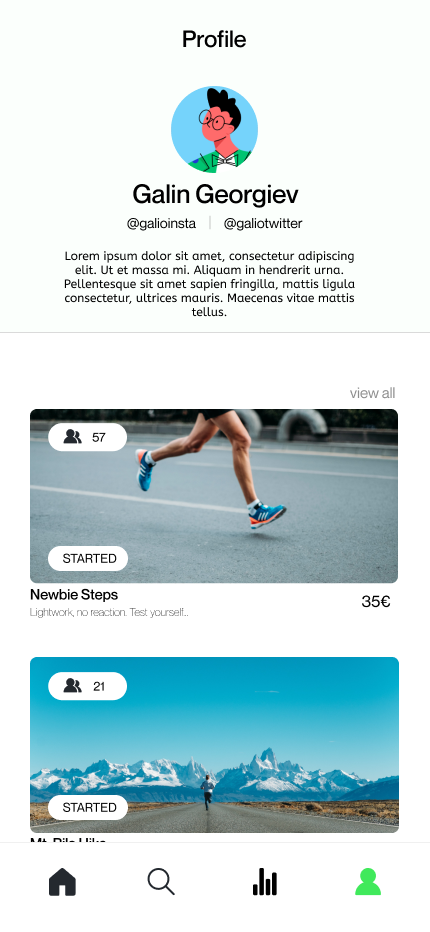 Profile
Galin Georgiev
@galioinsta | @galiotwitter
Lorem ipsum dolor sit amet, consectetur adipiscing
elit. Ut et massa mi. Aliquam in hendrerit urna.
Pellentesque sit amet sapien fringilla, mattis ligula
consectetur, ultrices mauris. Maecenas vitae mattis
tellus.
view all
57
STARTED
Newbie Steps
35€
Lightwork, no reaction. Test yourself..
21
STARTED